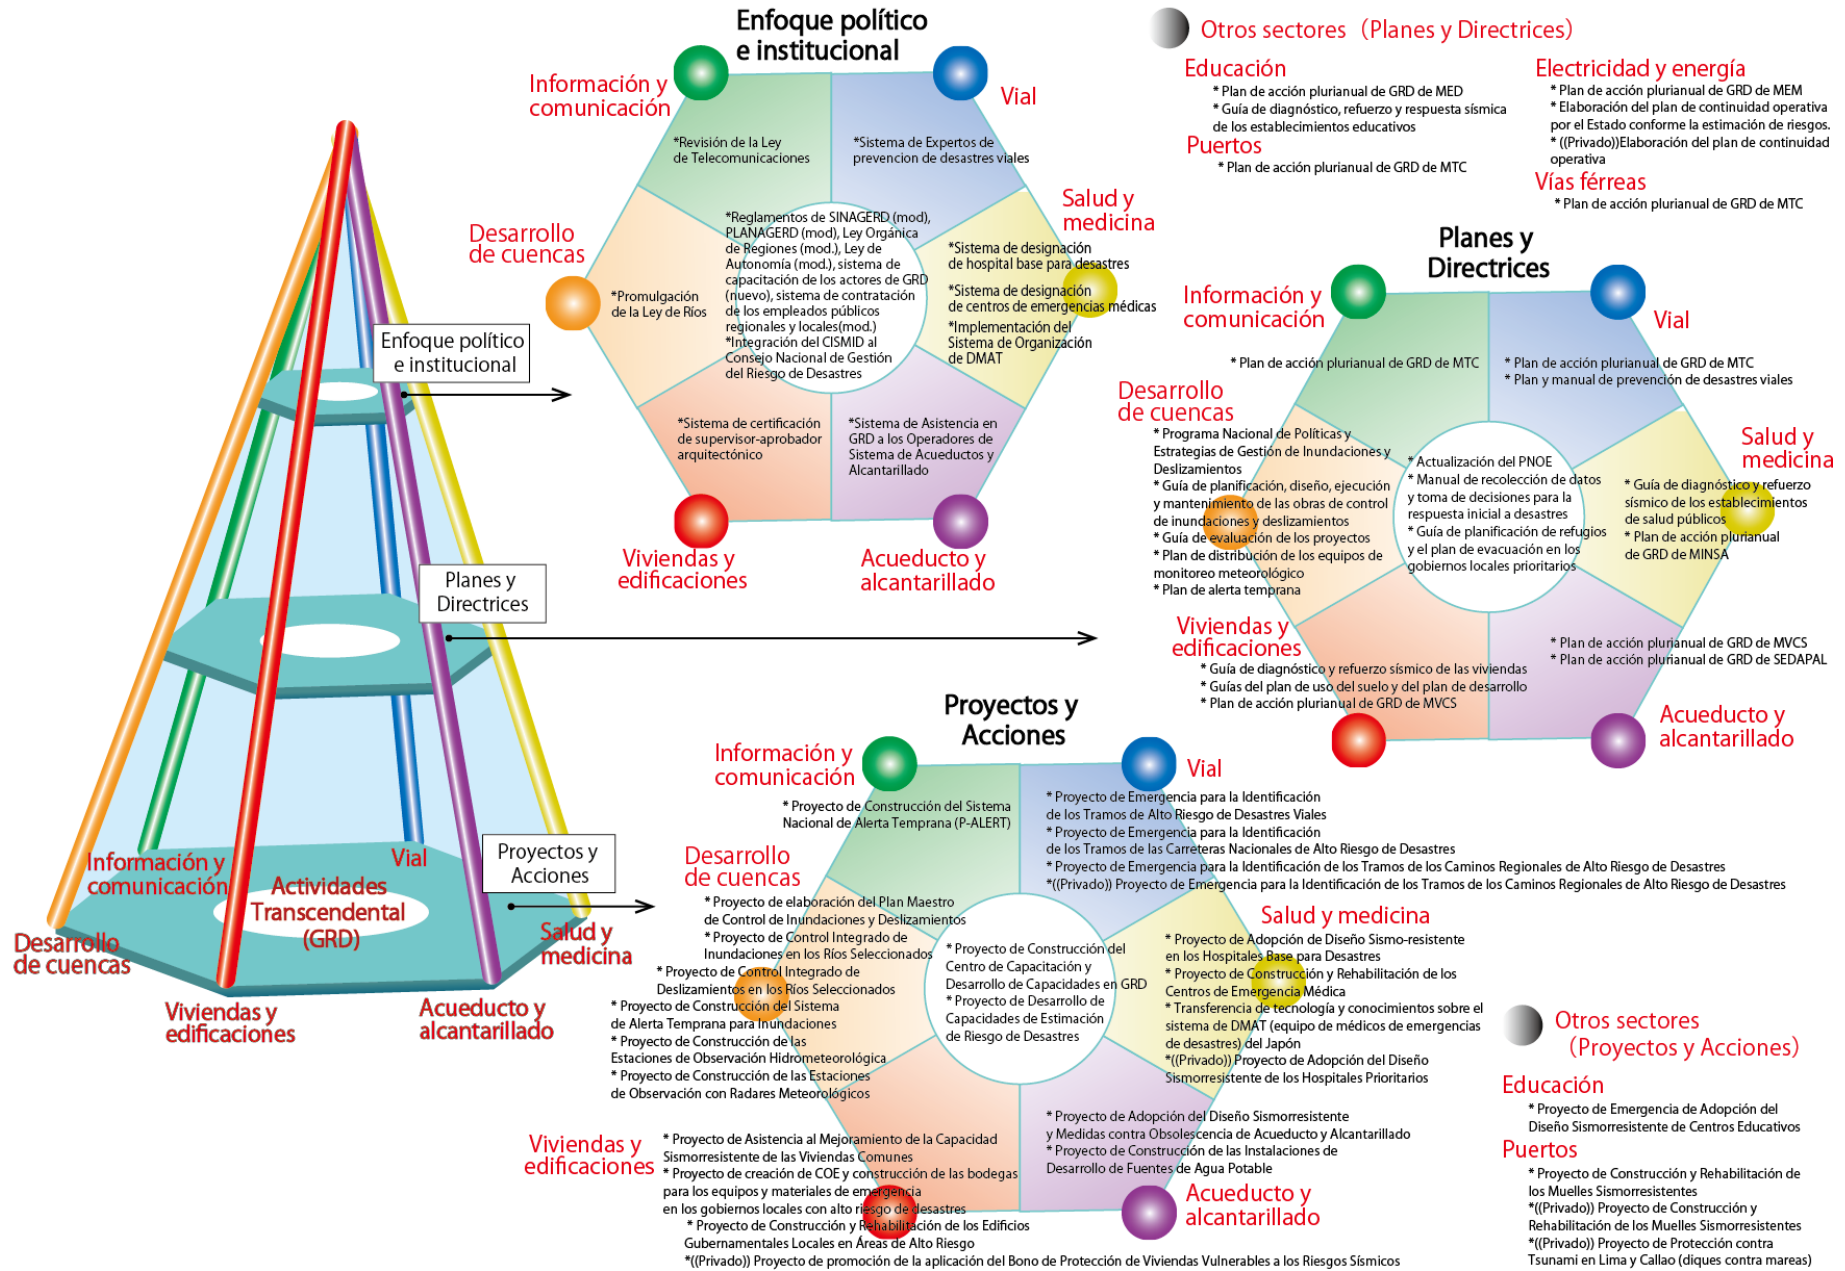 Enfoque político
e institucional
Información y
comunicación
Vial
*Revisión de la Ley
de Telecomunicaciones
*Sistema de Expertos de
prevencion de desastres viales
Desarrollo
de cuencas
*Promulgación
de la Ley de Ríos
*Reglamentos de SINAGERD (mod),
PLANAGERD (mod), Ley Orgánica
de Regiones (mod.), Ley de
Autonomía (mod.), sistema de
capacitación de los actores de GRD
(nuevo), sistema de contratación
de los empleados públicos
regionales y locales(mod.)
*Integración del CISMID al
Consejo Nacional de Gestión
del Riesgo de Desastres
Salud y
medicina
*Sistema de designación
de hospital base para desastres
*Sistema de designación
de centros de emergencias médicas
*Implementación del
Sistema de Organización
de DMAT
*Sistema de certificación
de supervisor-aprobador
arquitectónico
*Sistema de Asistencia en
GRD a los Operadores de
Sistema de Acueductos y
Alcantarillado
Viviendas y
edificaciones
Acueducto y
alcantarillado
Otros sectores (Planes y Directrices)
Educación
* Plan de acción plurianual de GRD de MED
* Guía de diagnóstico, refuerzo y respuesta sísmica
de los establecimientos educativos
Puertos
* Plan de acción plurianual de GRD de MTC
Electricidad y energía
* Plan de acción plurianual de GRD de MEM
* Elaboración del plan de continuidad operativa
por el Estado conforme la estimación de riesgos.
* ((Privado))Elaboración del plan de continuidad
operativa
Vías férreas
* Plan de acción plurianual de GRD de MTC
Planes y
Directrices
Información y
comunicación
Vial
* Plan de acción plurianual de GRD de MTC
* Plan de acción plurianual de GRD de MTC
* Plan y manual de prevención de desastres viales
Desarrollo
de cuencas
* Programa Nacional de Políticas y
Estrategias de Gestión de Inundaciones y
Deslizamientos
* Guía de planificación, diseño, ejecución
y mantenimiento de las obras de control
de inundaciones y deslizamientos
* Guía de evaluación de los proyectos
* Plan de distribución de los equipos de
monitoreo meteorológico
* Plan de alerta temprana
* Actualización del PNOE
* Manual de recolección de datos
y toma de decisiones para la
respuesta inicial a desastres
* Guía de planificación de refugios
y el plan de evacuación en los
gobiernos locales prioritarios
Salud y
medicina
* Guía de diagnóstico y refuerzo
sísmico de los establecimientos
de salud públicos
* Plan de acción plurianual
de GRD de MINSA
Viviendas y
edificaciones
* Guía de diagnóstico y refuerzo sísmico de las viviendas
* Guías del plan de uso del suelo y del plan de desarrollo
* Plan de acción plurianual de GRD de MVCS
* Plan de acción plurianual de GRD de MVCS
* Plan de acción plurianual de GRD de SEDAPAL
Acueducto y
alcantarillado
Enfoque político
e institucional
Planes y
Directrices
Proyectos y
Acciones
Información y
comunicación
Vial
Actividades
Transcendental
(GRD)
Desarrollo
de cuencas
Salud y
medicina
Viviendas y
edificaciones
Acueducto y
alcantarillado
Proyectos y
Acciones
Información y
comunicación
* Proyecto de Construcción del Sistema
Nacional de Alerta Temprana (P-ALERT)
Vial
* Proyecto de Emergencia para la Identificación
de los Tramos de Alto Riesgo de Desastres Viales
* Proyecto de Emergencia para la Identificación
de los Tramos de las Carreteras Nacionales de Alto Riesgo de Desastres
* Proyecto de Emergencia para la Identificación de los Tramos de los Caminos Regionales de Alto Riesgo de Desastres
*((Privado)) Proyecto de Emergencia para la Identificación de los Tramos de los Caminos Regionales de Alto Riesgo de Desastres
Desarrollo
de cuencas
* Proyecto de elaboración del Plan Maestro
de Control de Inundaciones y Deslizamientos
* Proyecto de Control Integrado de
Inundaciones en los Ríos Seleccionados
* Proyecto de Control Integrado de
Deslizamientos en los Ríos Seleccionados
* Proyecto de Construcción del Sistema
de Alerta Temprana para Inundaciones
* Proyecto de Construcción de las
Estaciones de Observación Hidrometeorológica
* Proyecto de Construcción de las Estaciones
de Observación con Radares Meteorológicos
* Proyecto de Construcción del
Centro de Capacitación y
Desarrollo de Capacidades en GRD
* Proyecto de Desarrollo de
Capacidades de Estimación
de Riesgo de Desastres
Salud y medicina
* Proyecto de Adopción de Diseño Sismo-resistente
en los Hospitales Base para Desastres
* Proyecto de Construcción y Rehabilitación de los
Centros de Emergencia Médica
* Transferencia de tecnología y conocimientos sobre el
sistema de DMAT (equipo de médicos de emergencias
de desastres) del Japón
*((Privado)) Proyecto de Adopción del Diseño
Sismorresistente de los Hospitales Prioritarios
Viviendas y
edificaciones
* Proyecto de Asistencia al Mejoramiento de la Capacidad
Sismorresistente de las Viviendas Comunes
* Proyecto de creación de COE y construcción de las bodegas
para los equipos y materiales de emergencia
en los gobiernos locales con alto riesgo de desastres
* Proyecto de Construcción y Rehabilitación de los Edificios
Gubernamentales Locales en Áreas de Alto Riesgo
*((Privado)) Proyecto de promoción de la aplicación del Bono de Protección de Viviendas Vulnerables a los Riesgos Sísmicos
* Proyecto de Adopción del Diseño Sismorresistente
y Medidas contra Obsolescencia de Acueducto y Alcantarillado
* Proyecto de Construcción de las Instalaciones de
Desarrollo de Fuentes de Agua Potable
Acueducto y
alcantarillado
Otros sectores
(Proyectos y Acciones)
Educación
* Proyecto de Emergencia de Adopción del
Diseño Sismorresistente de Centros Educativos
Puertos
* Proyecto de Construcción y Rehabilitación de
los Muelles Sismorresistentes
*((Privado)) Proyecto de Construcción y
Rehabilitación de los Muelles Sismorresistentes
*((Privado)) Proyecto de Protección contra
Tsunami en Lima y Callao (diques contra mareas)